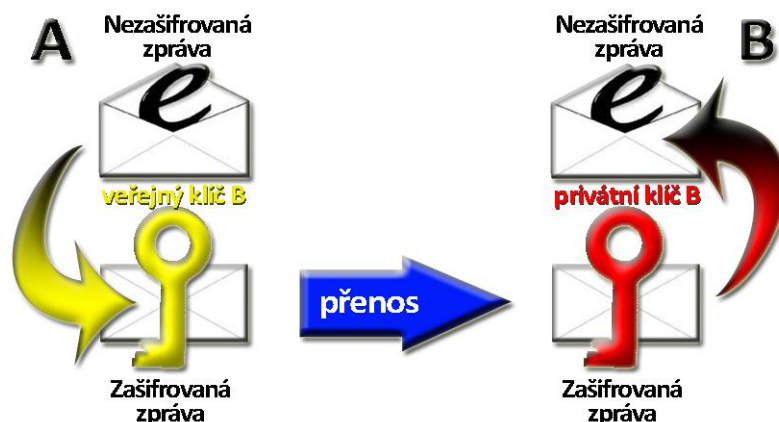 A
Nezašifrovaná
zpráva
e
veřejný klíč B
Zašifrovaná
zpráva
přenos
B
Nezašifrovaná
zpráva
e
privátní klíč B
Zašifrovaná
zpráva